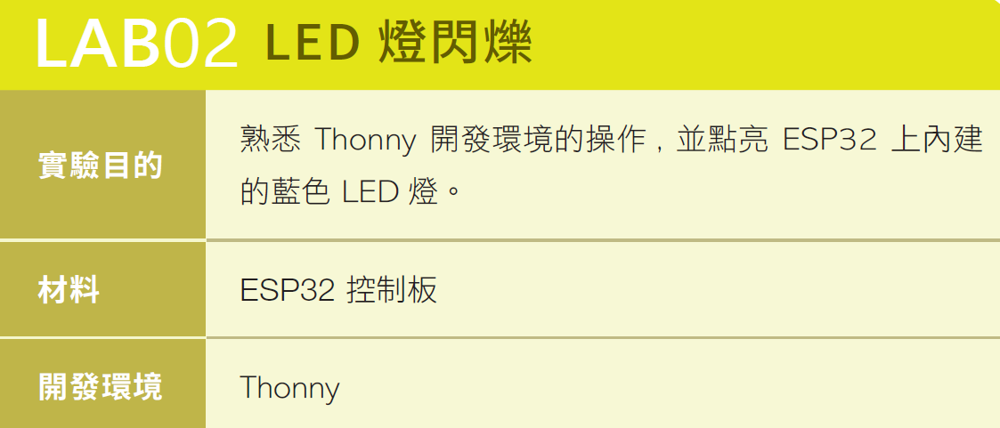 LAB02 LED 燈閃爍
實驗目的
熟悉 Thonny 開發環境的操作，並點亮 ESP32 上內建
的藍色 LED 燈。
材料
ESP32 控制板
開發環境
Thonny